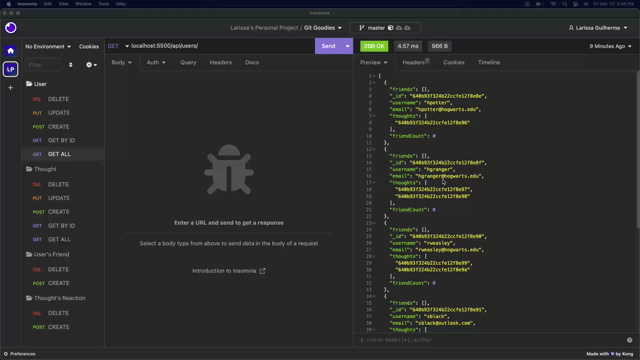 Insomnia Application Edit View Window Tools Help
Insomnia
Larissa's Personal Project / Git Goodies
master
Larissa Guilherme
No Environment Cookies
GET localhost:5500/api/users/ Send
200 OK 4.57 ms 966 B 9 Minutes Ago
Filter
Body Auth Query Headers Docs
Preview Headers 7 Cookies Timeline
LP
User
DEL DELETE
PUT UPDATE
POST CREATE
GET GET BY ID
GET GET ALL
Thought
DEL DELETE
PUT UPDATE
POST CREATE
GET GET BY ID
GET GET ALL
User's Friend
DEL DELETE
POST CREATE
Thought's Reaction
DEL DELETE
POST CREATE
Enter a URL and send to get a response
Select a body type from above to send data in the body of a request
Introduction to Insomnia
1 [
2 {
3 "friends": [],
4 "_id": "640b93f324b22ccfe12f8e8e",
5 "username": "hpotter",
6 "email": "hpotter@hogwarts.edu",
7 "thoughts": [
8 "640b93f324b22ccfe12f8e96"
9 ],
10 "friendCount": 0
11 },
12 {
13 "friends": [],
14 "_id": "640b93f324b22ccfe12f8e8f",
15 "username": "hgranger",
16 "email": "hgranger@hogwarts.edu",
17 "thoughts": [
18 "640b93f324b22ccfe12f8e97",
19 "640b93f324b22ccfe12f8e98"
20 ],
21 "friendCount": 0
22 },
23 {
24 "friends": [],
25 "_id": "640b93f324b22ccfe12f8e90",
26 "username": "rweasley",
27 "email": "rweasley@hogwarts.edu",
28 "thoughts": [
29 "640b93f324b22ccfe12f8e99",
30 "640b93f324b22ccfe12f8e9a"
31 ],
32 "friendCount": 0
33 },
34 {
35 "friends": [],
36 "_id": "640b93f324b22ccfe12f8e91",
37 "username": "sblack",
38 "email": "sblack@outlook.com",
39 "thoughts": [
$.store.books[*].author
Preferences
Made with ♥ by Kong